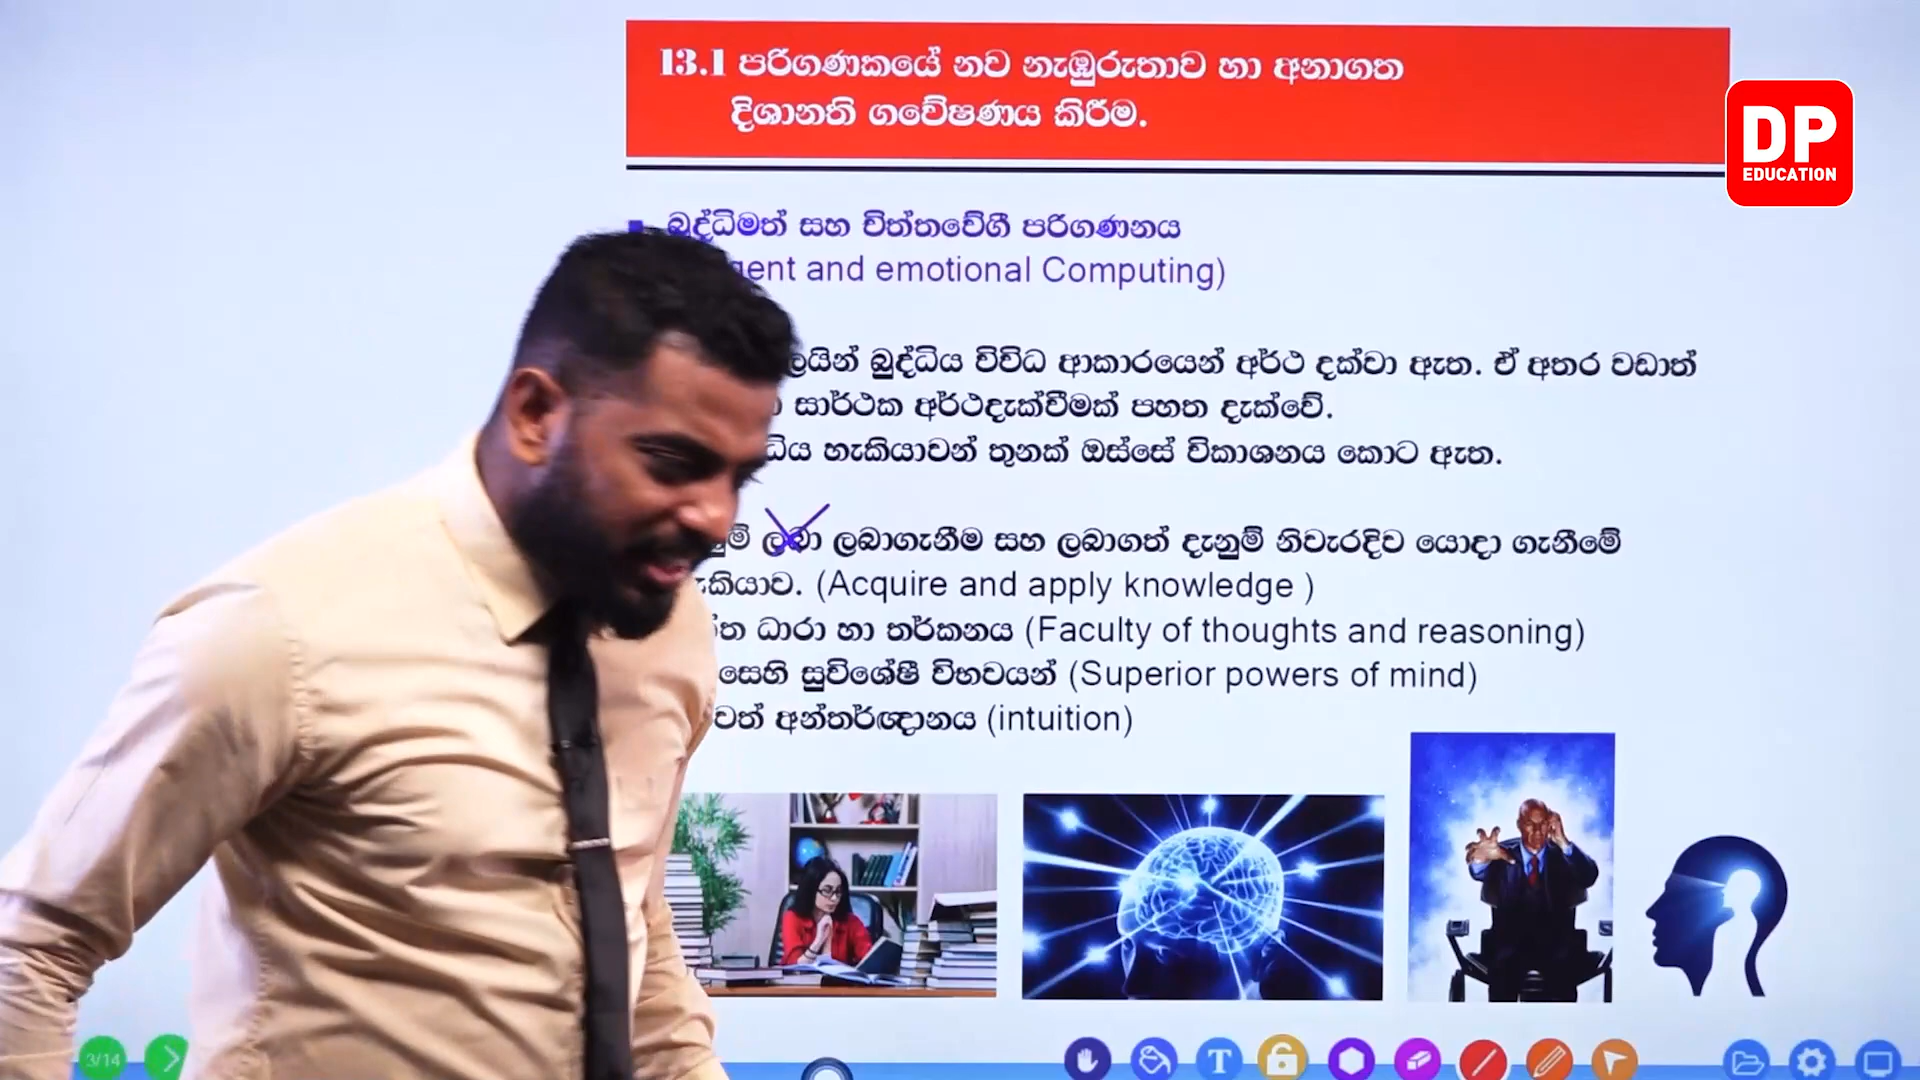 13.1 පරිගණකයේ නව නැඹුරුතාව හා අනාගත
දිශානති ගවේෂණය කිරීම.
DP
EDUCATION
බුද්ධිමත් සහ චිත්තවේගී පරිගණනය
and emotional Computing)
බුද්ධිය විවිධ ආකාරයෙන් අර්ථ දක්වා ඇත. ඒ අතර වඩාත්
සාර්ථක අර්ථදැක්වීමක් පහත දැක්වේ.
හැකියාවන් තුනක් ඔස්සේ විකාශනය කොට ඇත.
ලබා ලබාගැනීම සහ ලබාගත් දැනුම් නිවැරදිව යොදා ගැනීමේ
(Acquire and apply knowledge )
ධාරා හා තර්කනය (Faculty of thoughts and reasoning)
සුවිශේෂී විභවයන් (Superior powers of mind)
අන්තර්ඥානය (intuition)
3/14
T